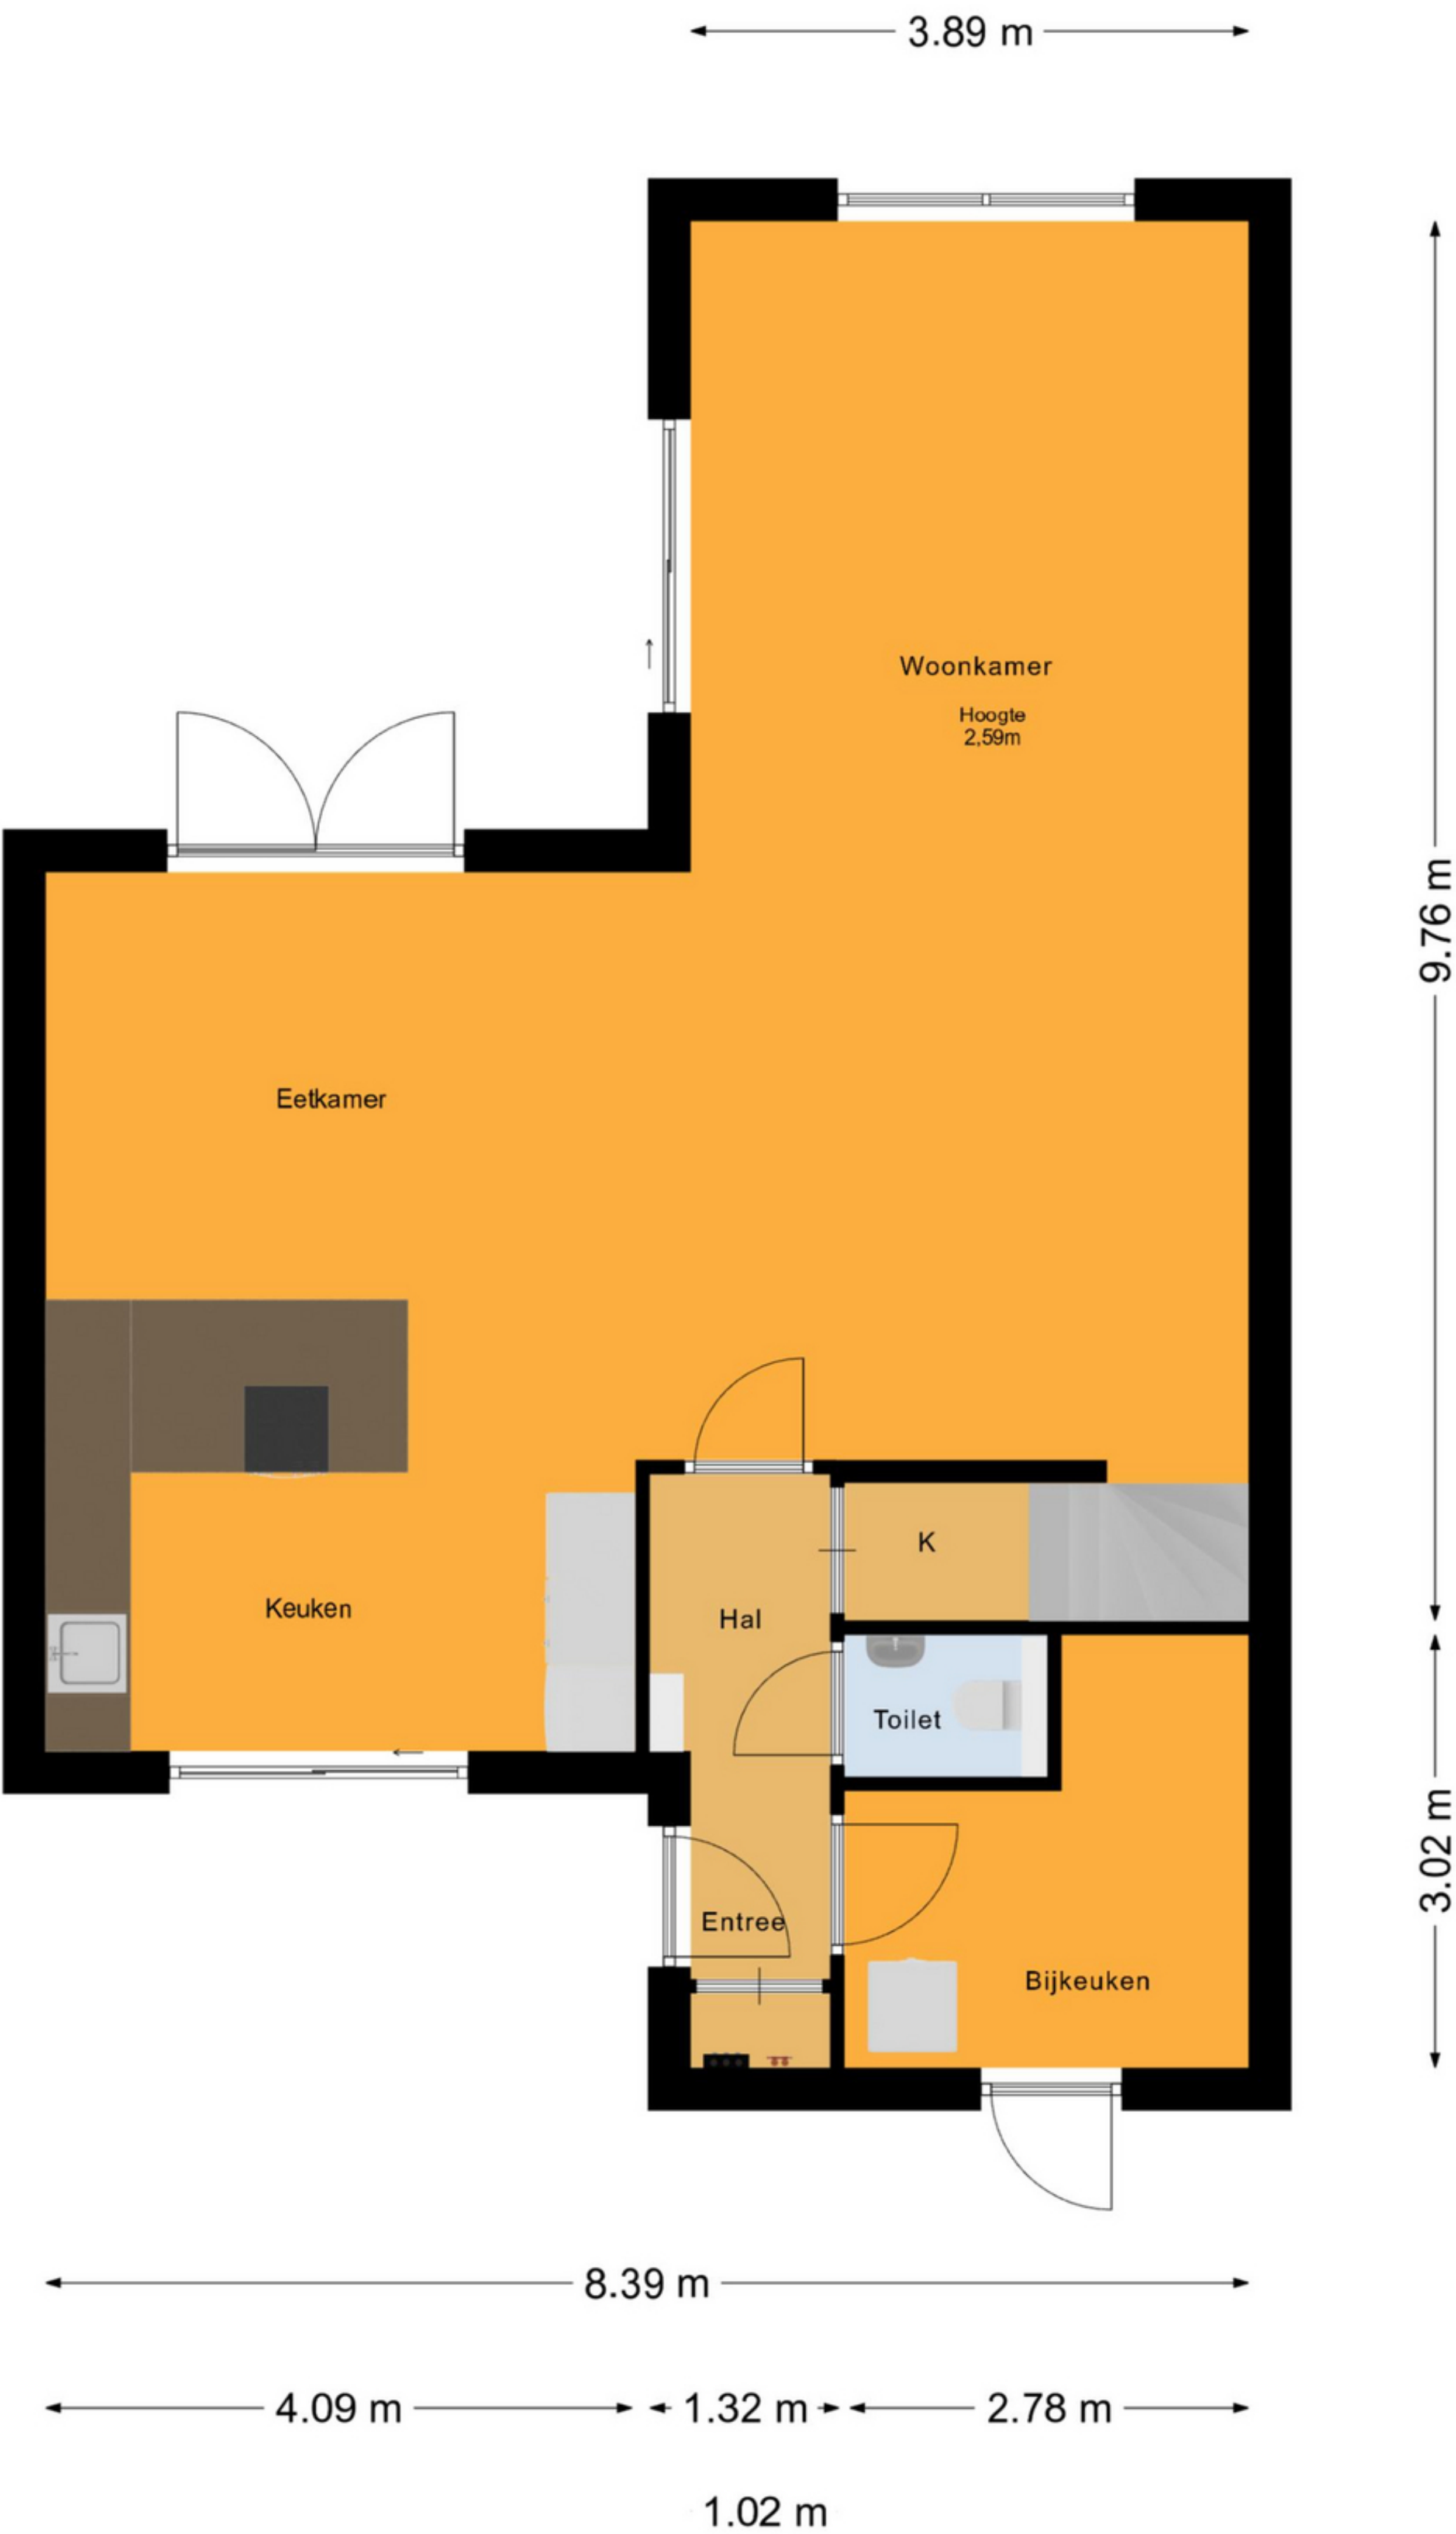 3.89 m
Woonkamer
Hoogte
2,59m
9.76 m
Eetkamer
K
Keuken
Hal
Toilet
3.02 m
Entree
Bijkeuken
8.39 m
4.09 m
1.32 m
2.78 m
1.02 m